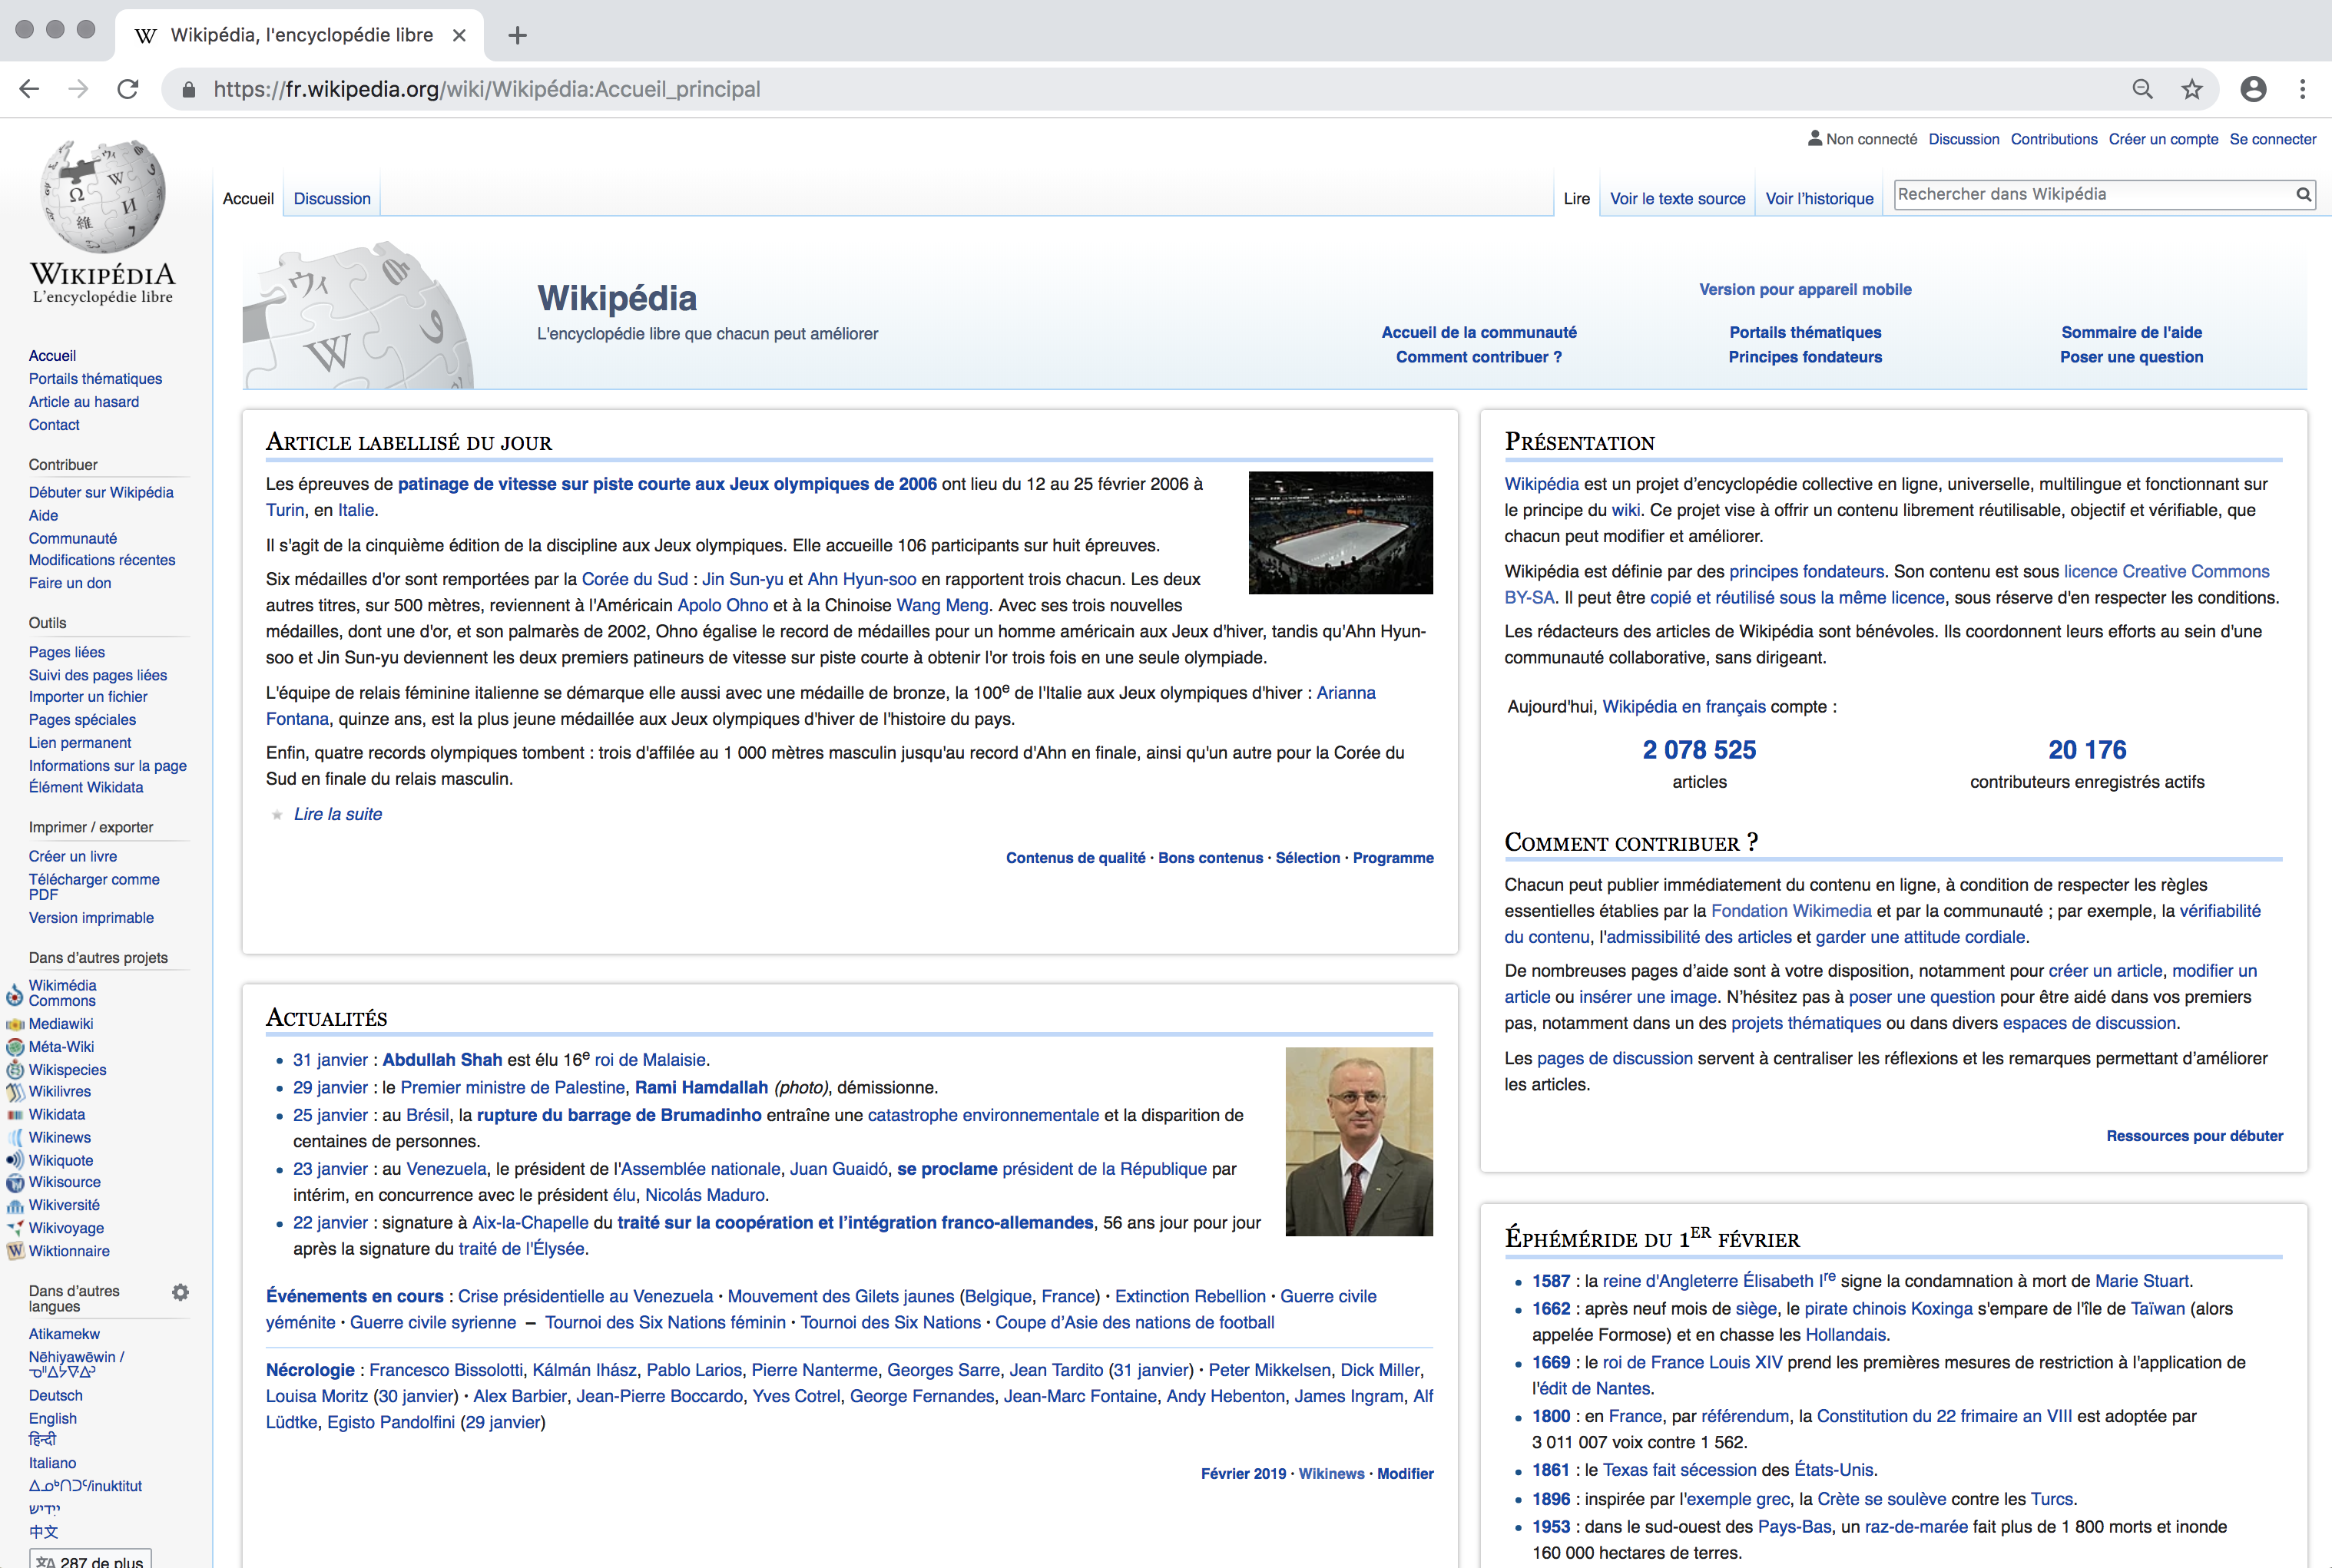 Wikipédia, l'encyclopédie libre
https://fr.wikipedia.org/wiki/Wikipédia:Accueil_principal
Non connecté Discussion Contributions Créer un compte Se connecter
Accueil Discussion
Lire Voir le texte source Voir l'historique Rechercher dans Wikipédia
WIKIPÉDIA
L'encyclopédie libre
Accueil
Portails thématiques
Article au hasard
Contact
Contribuer
Débuter sur Wikipédia
Aide
Communauté
Modifications récentes
Faire un don
Outils
Pages liées
Suivi des pages liées
Importer un fichier
Pages spéciales
Lien permanent
Informations sur la page
Élément Wikidata
Imprimer / exporter
Créer un livre
Télécharger comme
PDF
Version imprimable
Dans d'autres projets
Wikimédia
Commons
Mediawiki
Méta-Wiki
Wikispecies
Wikilivres
Wikidata
Wikinews
Wikiquote
Wikisource
Wikiversité
Wikivoyage
Wiktionnaire
Dans d'autres
langues
Atikamekw
Nēhiyawēwin /
ᓀᐦᐃᔭᐍᐏᐣ
Deutsch
English
हिन्दी
Italiano
ᐃᓄᒃᑎᑐᑦ/inuktitut
ייִדיש
中文
287 de plus
Wikipédia
L'encyclopédie libre que chacun peut améliorer
Version pour appareil mobile
Accueil de la communauté Portails thématiques Sommaire de l'aide
Comment contribuer ? Principes fondateurs Poser une question
Article labellisé du jour
Les épreuves de patinage de vitesse sur piste courte aux Jeux olympiques de 2006 ont lieu du 12 au 25 février 2006 à
Turin, en Italie.
Il s'agit de la cinquième édition de la discipline aux Jeux olympiques. Elle accueille 106 participants sur huit épreuves.
Six médailles d'or sont remportées par la Corée du Sud : Jin Sun-yu et Ahn Hyun-soo en rapportent trois chacun. Les deux
autres titres, sur 500 mètres, reviennent à l'Américain Apolo Ohno et à la Chinoise Wang Meng. Avec ses trois nouvelles
médailles, dont une d'or, et son palmarès de 2002, Ohno égalise le record de médailles pour un homme américain aux Jeux d'hiver, tandis qu'Ahn Hyun-
soo et Jin Sun-yu deviennent les deux premiers patineurs de vitesse sur piste courte à obtenir l'or trois fois en une seule olympiade.
L'équipe de relais féminine italienne se démarque elle aussi avec une médaille de bronze, la 100e de l'Italie aux Jeux olympiques d'hiver : Arianna
Fontana, quinze ans, est la plus jeune médaillée aux Jeux olympiques d'hiver de l'histoire du pays.
Enfin, quatre records olympiques tombent : trois d'affilée au 1 000 mètres masculin jusqu'au record d'Ahn en finale, ainsi qu'un autre pour la Corée du
Sud en finale du relais masculin.
Lire la suite
Contenus de qualité · Bons contenus · Sélection · Programme
Actualités
31 janvier : Abdullah Shah est élu 16e roi de Malaisie.
29 janvier : le Premier ministre de Palestine, Rami Hamdallah (photo), démissionne.
25 janvier : au Brésil, la rupture du barrage de Brumadinho entraîne une catastrophe environnementale et la disparition de
centaines de personnes.
23 janvier : au Venezuela, le président de l'Assemblée nationale, Juan Guaidó, se proclame président de la République par
intérim, en concurrence avec le président élu, Nicolás Maduro.
22 janvier : signature à Aix-la-Chapelle du traité sur la coopération et l'intégration franco-allemandes, 56 ans jour pour jour
après la signature du traité de l'Élysée.
Événements en cours : Crise présidentielle au Venezuela · Mouvement des Gilets jaunes (Belgique, France) · Extinction Rebellion · Guerre civile
yéménite · Guerre civile syrienne – Tournoi des Six Nations féminin · Tournoi des Six Nations · Coupe d'Asie des nations de football
Nécrologie : Francesco Bissolotti, Kálmán Ihász, Pablo Larios, Pierre Nanterme, Georges Sarre, Jean Tardito (31 janvier) · Peter Mikkelsen, Dick Miller,
Louisa Moritz (30 janvier) · Alex Barbier, Jean-Pierre Boccardo, Yves Cotrel, George Fernandes, Jean-Marc Fontaine, Andy Hebenton, James Ingram, Alf
Lüdtke, Egisto Pandolfini (29 janvier)
Février 2019 · Wikinews · Modifier
Présentation
Wikipédia est un projet d'encyclopédie collective en ligne, universelle, multilingue et fonctionnant sur
le principe du wiki. Ce projet vise à offrir un contenu librement réutilisable, objectif et vérifiable, que
chacun peut modifier et améliorer.
Wikipédia est définie par des principes fondateurs. Son contenu est sous licence Creative Commons
BY-SA. Il peut être copié et réutilisé sous la même licence, sous réserve d'en respecter les conditions.
Les rédacteurs des articles de Wikipédia sont bénévoles. Ils coordonnent leurs efforts au sein d'une
communauté collaborative, sans dirigeant.
Aujourd'hui, Wikipédia en français compte :
2 078 525 20 176
articles contributeurs enregistrés actifs
Comment contribuer ?
Chacun peut publier immédiatement du contenu en ligne, à condition de respecter les règles
essentielles établies par la Fondation Wikimedia et par la communauté ; par exemple, la vérifiabilité
du contenu, l'admissibilité des articles et garder une attitude cordiale.
De nombreuses pages d'aide sont à votre disposition, notamment pour créer un article, modifier un
article ou insérer une image. N'hésitez pas à poser une question pour être aidé dans vos premiers
pas, notamment dans un des projets thématiques ou dans divers espaces de discussion.
Les pages de discussion servent à centraliser les réflexions et les remarques permettant d'améliorer
les articles.
Ressources pour débuter
Éphéméride du 1er février
1587 : la reine d'Angleterre Élisabeth Ire signe la condamnation à mort de Marie Stuart.
1662 : après neuf mois de siège, le pirate chinois Koxinga s'empare de l'île de Taïwan (alors
appelée Formose) et en chasse les Hollandais.
1669 : le roi de France Louis XIV prend les premières mesures de restriction à l'application de
l'édit de Nantes.
1800 : en France, par référendum, la Constitution du 22 frimaire an VIII est adoptée par
3 011 007 voix contre 1 562.
1861 : le Texas fait sécession des États-Unis.
1896 : inspirée par l'exemple grec, la Crète se soulève contre les Turcs.
1953 : dans le sud-ouest des Pays-Bas, un raz-de-marée fait plus de 1 800 morts et inonde
160 000 hectares de terres.